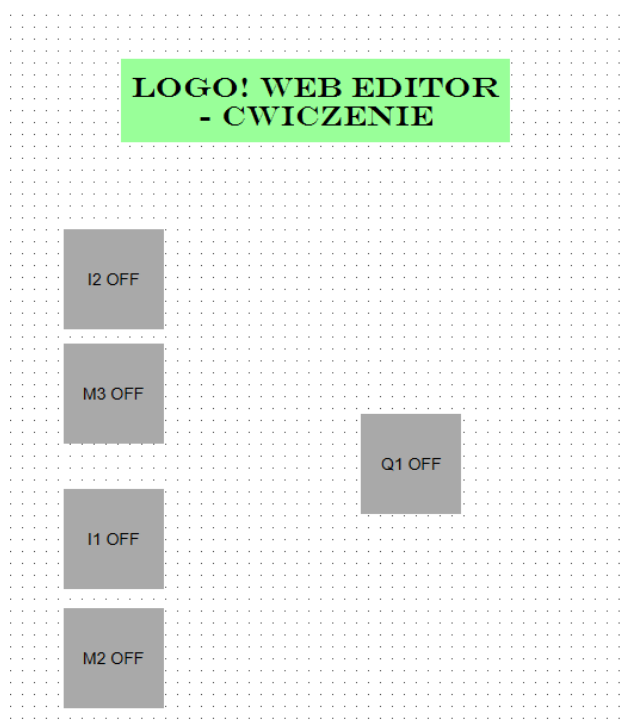 LOGO! WEB EDITOR
- CWICZENIE
I2 OFF
M3 OFF
Q1 OFF
I1 OFF
M2 OFF